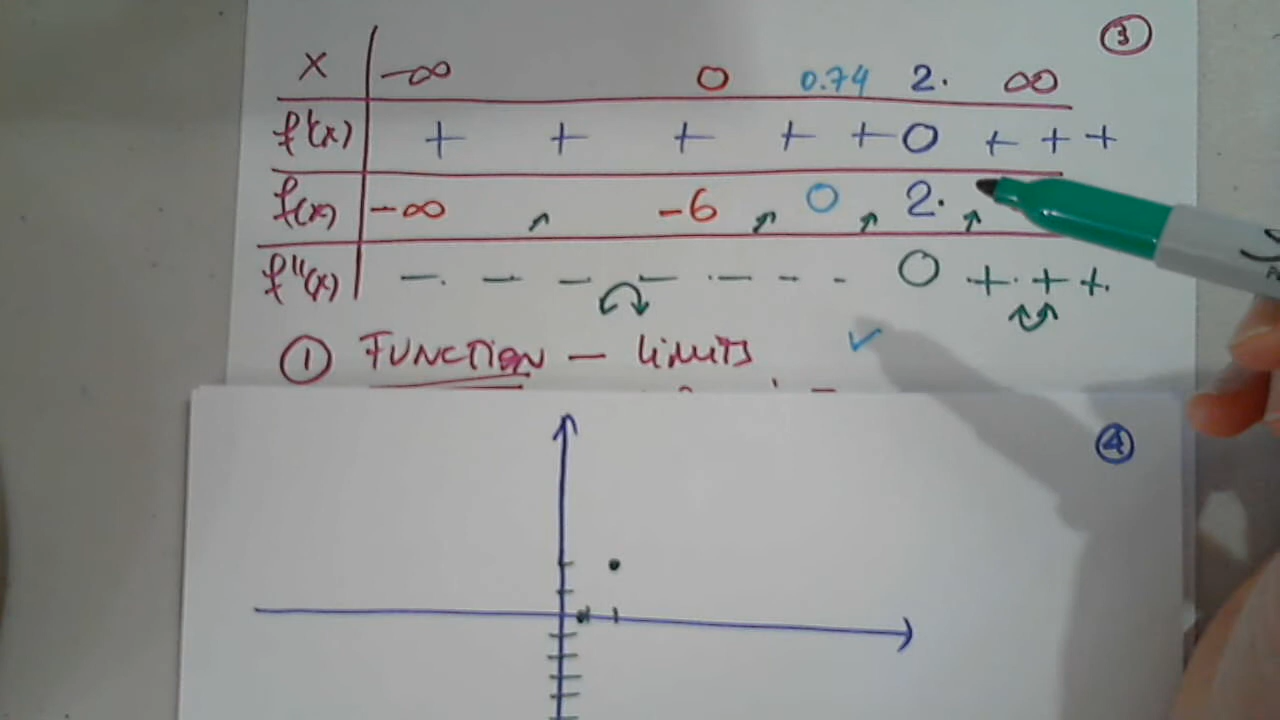 ③
x -∞ 0 0.74 2. ∞
f'(x) + + + + + 0 + + +
f(x) -∞ ↗ -6 ↗ 0 ↗ 2. ↗
f''(x) - - - - - - - 0 + + +
① FUNCTION - limits ✓
④